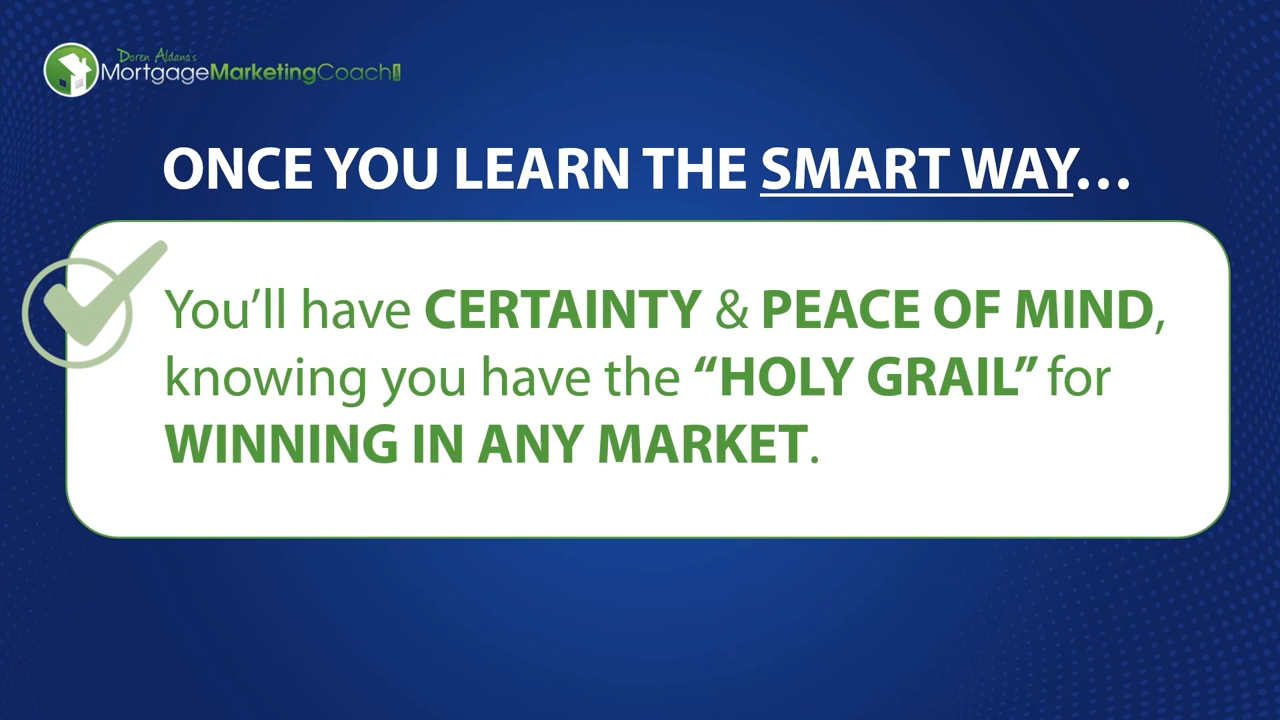 Doren Aldana's
MortgageMarketingCoach
ONCE YOU LEARN THE SMART WAY…
You’ll have CERTAINTY & PEACE OF MIND,
knowing you have the “HOLY GRAIL” for
WINNING IN ANY MARKET.